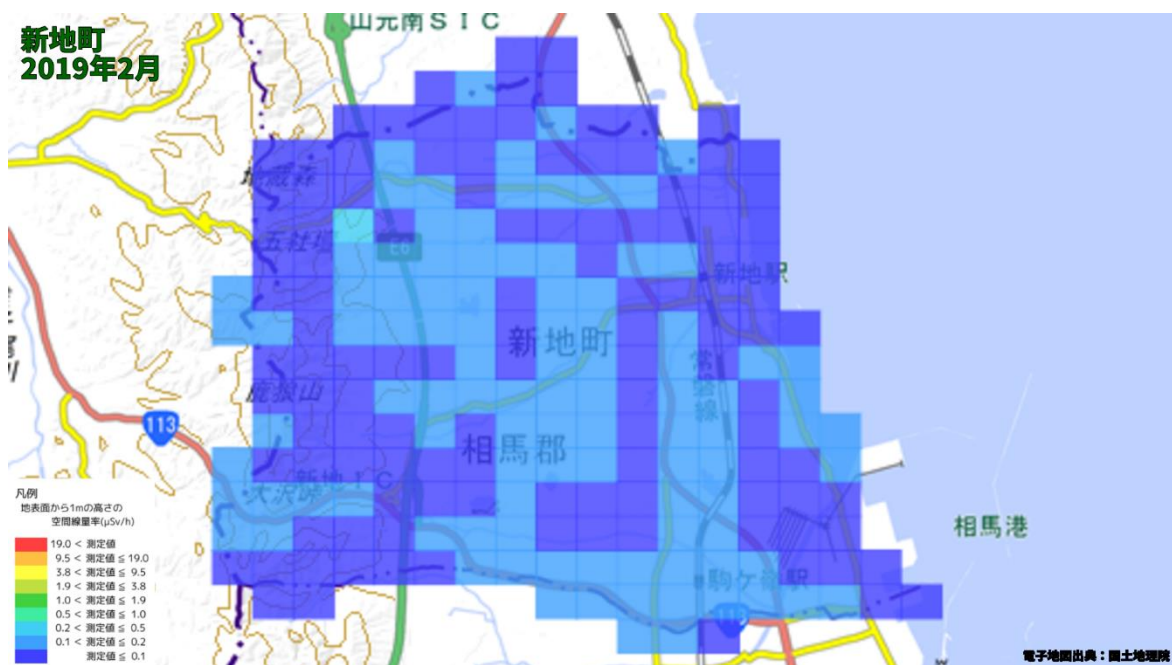 新地町
2019年2月
山元南ＳＩＣ
地蔵森
五社壇
E6
新地駅
新地町
常磐線
鹿狼山
113
相馬郡
新地ＩＣ
大沢峠
相馬港
駒ケ嶺駅
113
凡例
地表面から1mの高さの
空間線量率(μSv/h)
19.0 < 測定値
9.5 < 測定値 ≤ 19.0
3.8 < 測定値 ≤ 9.5
1.9 < 測定値 ≤ 3.8
1.0 < 測定値 ≤ 1.9
0.5 < 測定値 ≤ 1.0
0.2 < 測定値 ≤ 0.5
0.1 < 測定値 ≤ 0.2
測定値 ≤ 0.1
電子地図出典：国土地理院